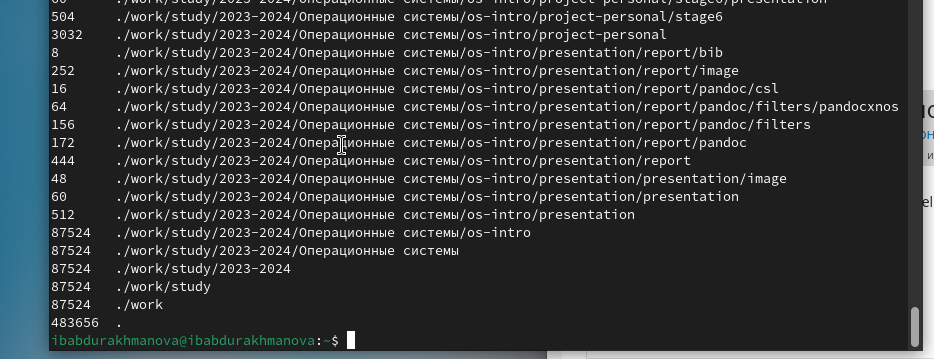 504     ./work/study/2023-2024/Операционные системы/os-intro/project-personal/stage6
3032    ./work/study/2023-2024/Операционные системы/os-intro/project-personal
8       ./work/study/2023-2024/Операционные системы/os-intro/presentation/report/bib
252     ./work/study/2023-2024/Операционные системы/os-intro/presentation/report/image
16      ./work/study/2023-2024/Операционные системы/os-intro/presentation/report/pandoc/csl
64      ./work/study/2023-2024/Операционные системы/os-intro/presentation/report/pandoc/filters/pandocxnos
156     ./work/study/2023-2024/Операционные системы/os-intro/presentation/report/pandoc/filters
172     ./work/study/2023-2024/Операционные системы/os-intro/presentation/report/pandoc
444     ./work/study/2023-2024/Операционные системы/os-intro/presentation/report
48      ./work/study/2023-2024/Операционные системы/os-intro/presentation/presentation/image
60      ./work/study/2023-2024/Операционные системы/os-intro/presentation/presentation
512     ./work/study/2023-2024/Операционные системы/os-intro/presentation
87524   ./work/study/2023-2024/Операционные системы/os-intro
87524   ./work/study/2023-2024/Операционные системы
87524   ./work/study/2023-2024
87524   ./work/study
87524   ./work
483656  .
ibabdurakhmanova@ibabdurakhmanova:~$